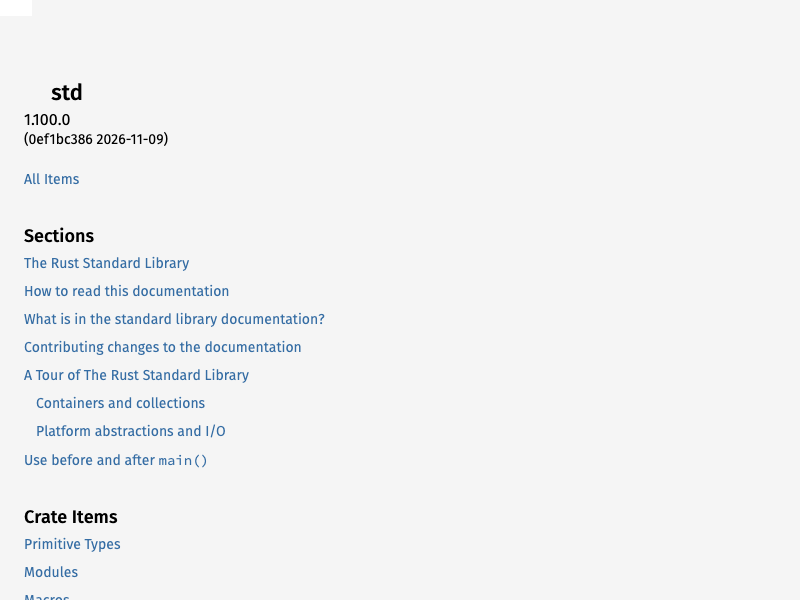 std
1.100.0
(0ef1bc386 2026-11-09)
All Items
Sections
The Rust Standard Library
How to read this documentation
What is in the standard library documentation?
Contributing changes to the documentation
A Tour of The Rust Standard Library
Containers and collections
Platform abstractions and I/O
Use before and after main()
Crate Items
Primitive Types
Modules
Macros